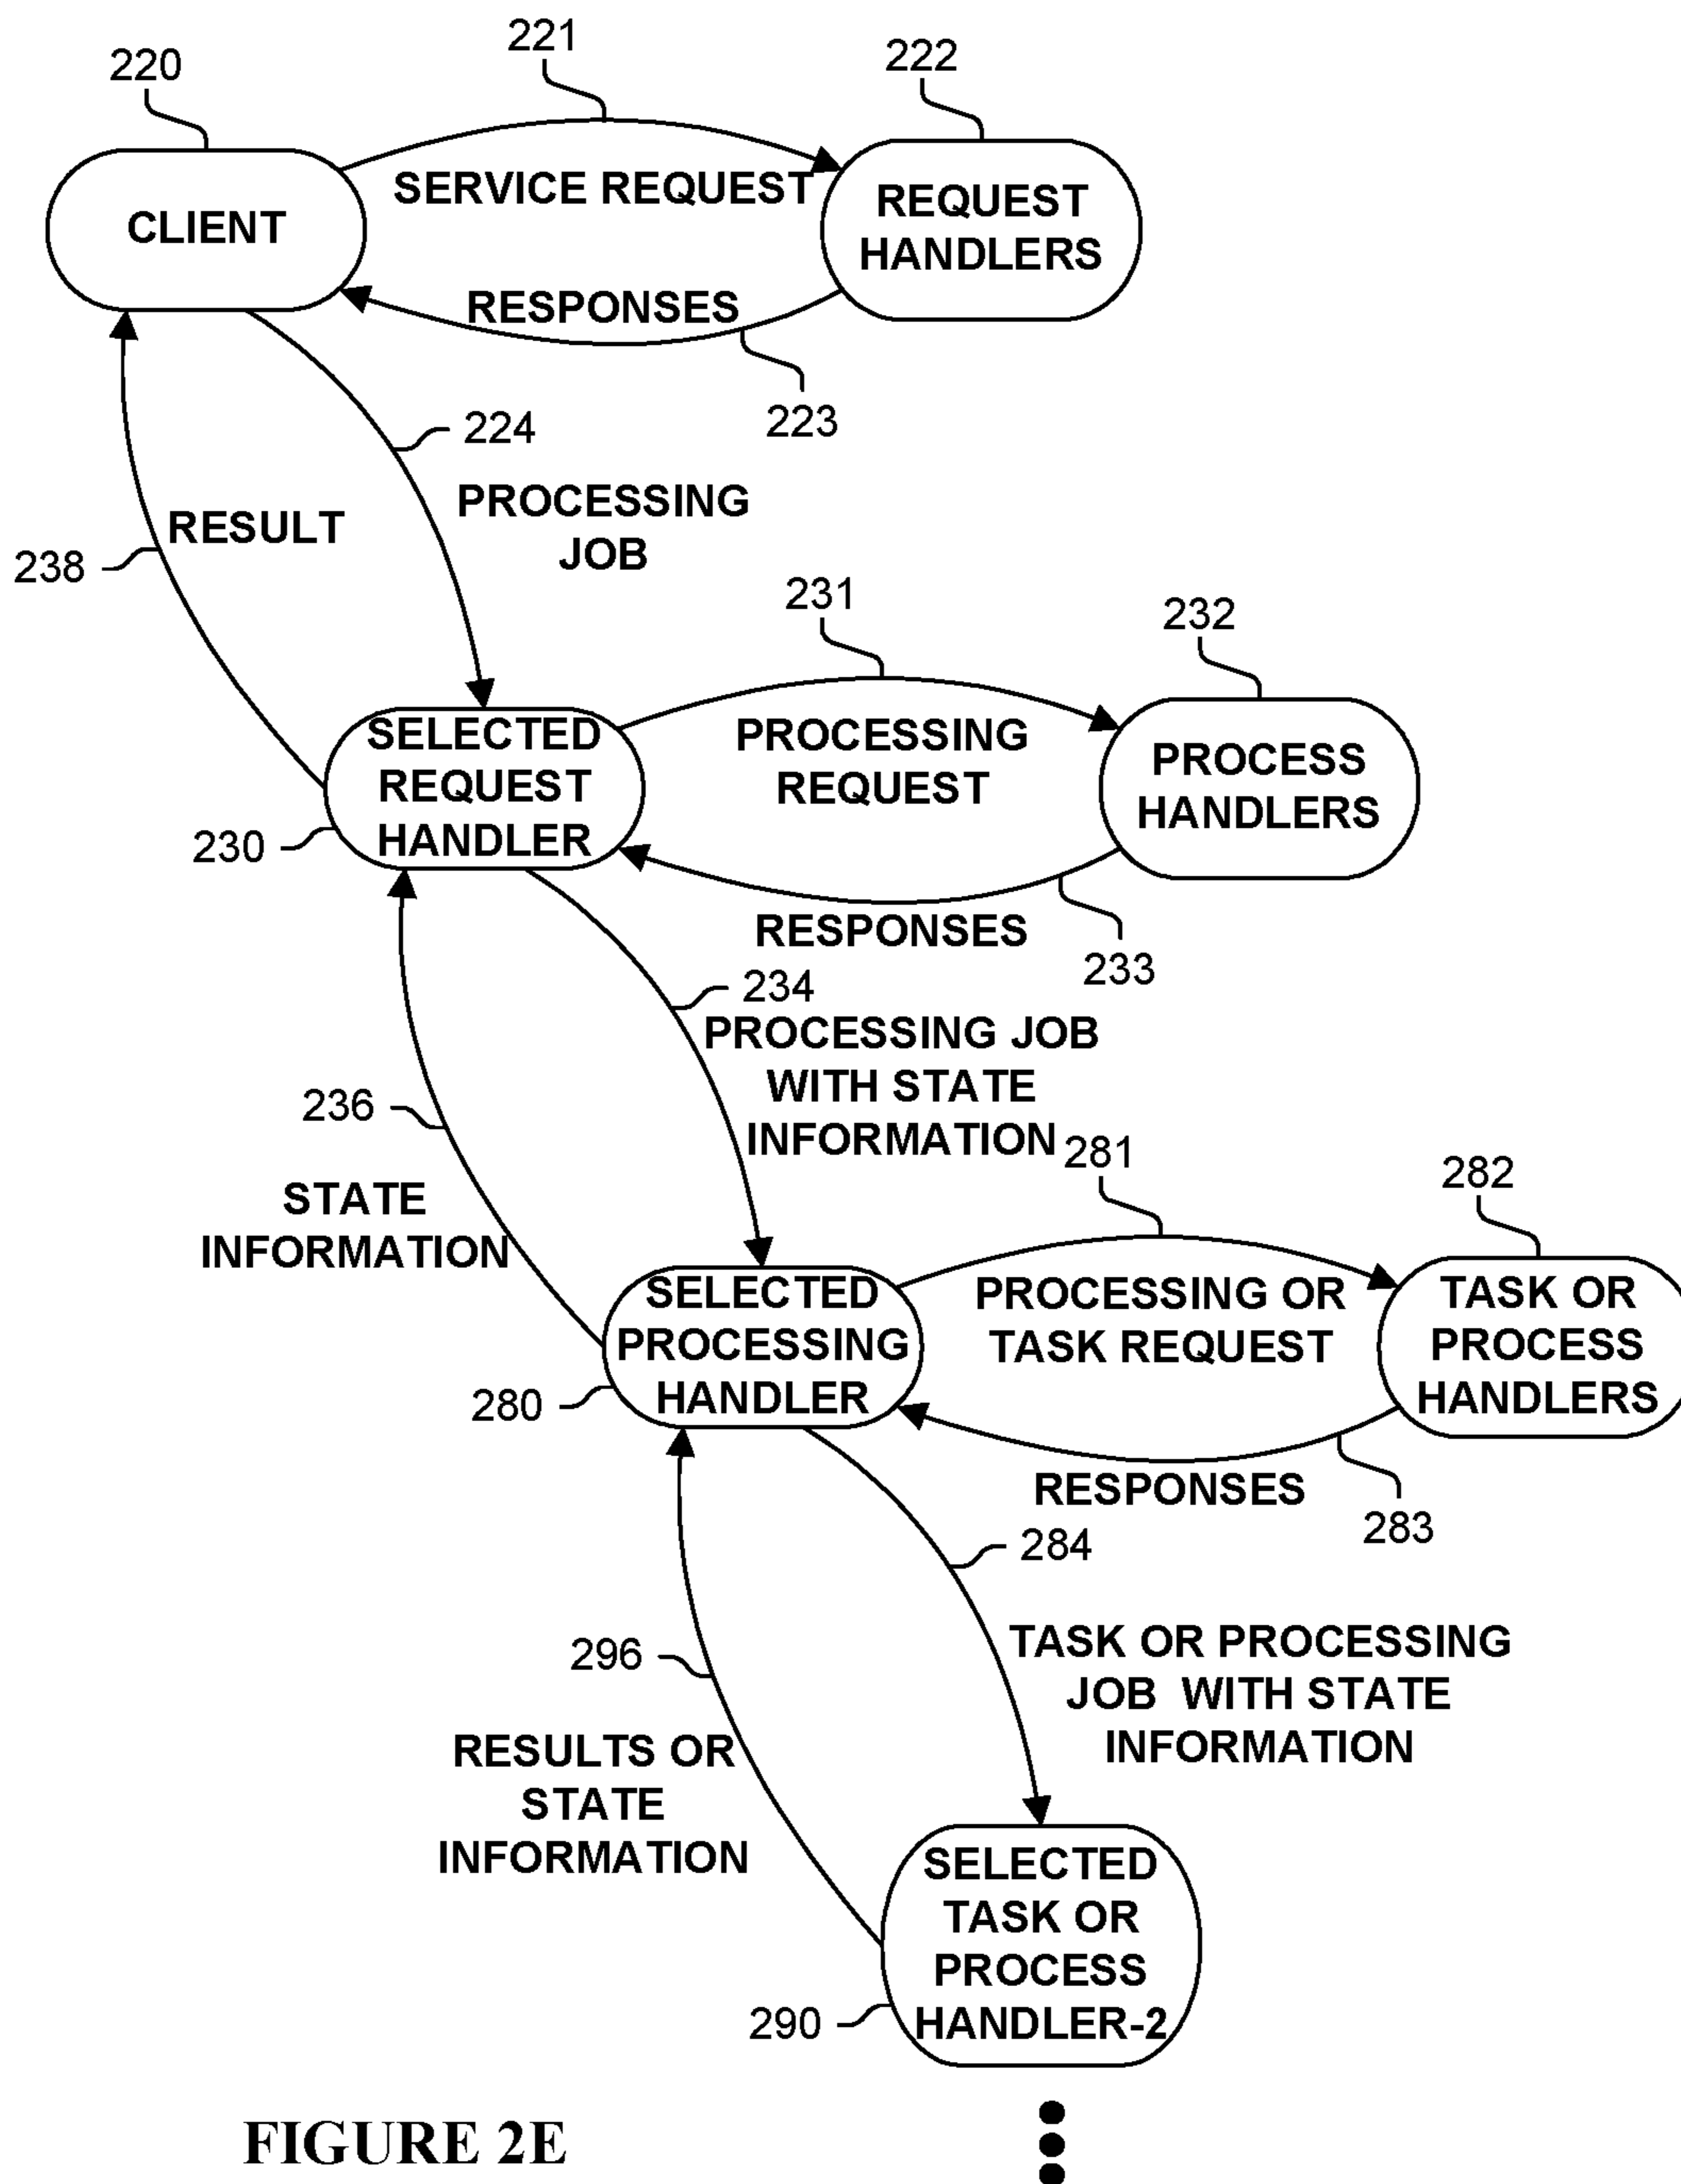 221
220
222
SERVICE REQUEST
REQUEST
HANDLERS
CLIENT
RESPONSES
223
224
PROCESSING
JOB
RESULT
238
231
232
SELECTED
REQUEST
HANDLER
230
PROCESSING
REQUEST
PROCESS
HANDLERS
RESPONSES
233
234
PROCESSING JOB
WITH STATE
INFORMATION
236
STATE
INFORMATION
281
282
SELECTED
PROCESSING
HANDLER
280
PROCESSING OR
TASK REQUEST
TASK OR
PROCESS
HANDLERS
RESPONSES
283
284
TASK OR PROCESSING
JOB WITH STATE
INFORMATION
296
RESULTS OR
STATE
INFORMATION
SELECTED
TASK OR
PROCESS
HANDLER-2
290
FIGURE 2E